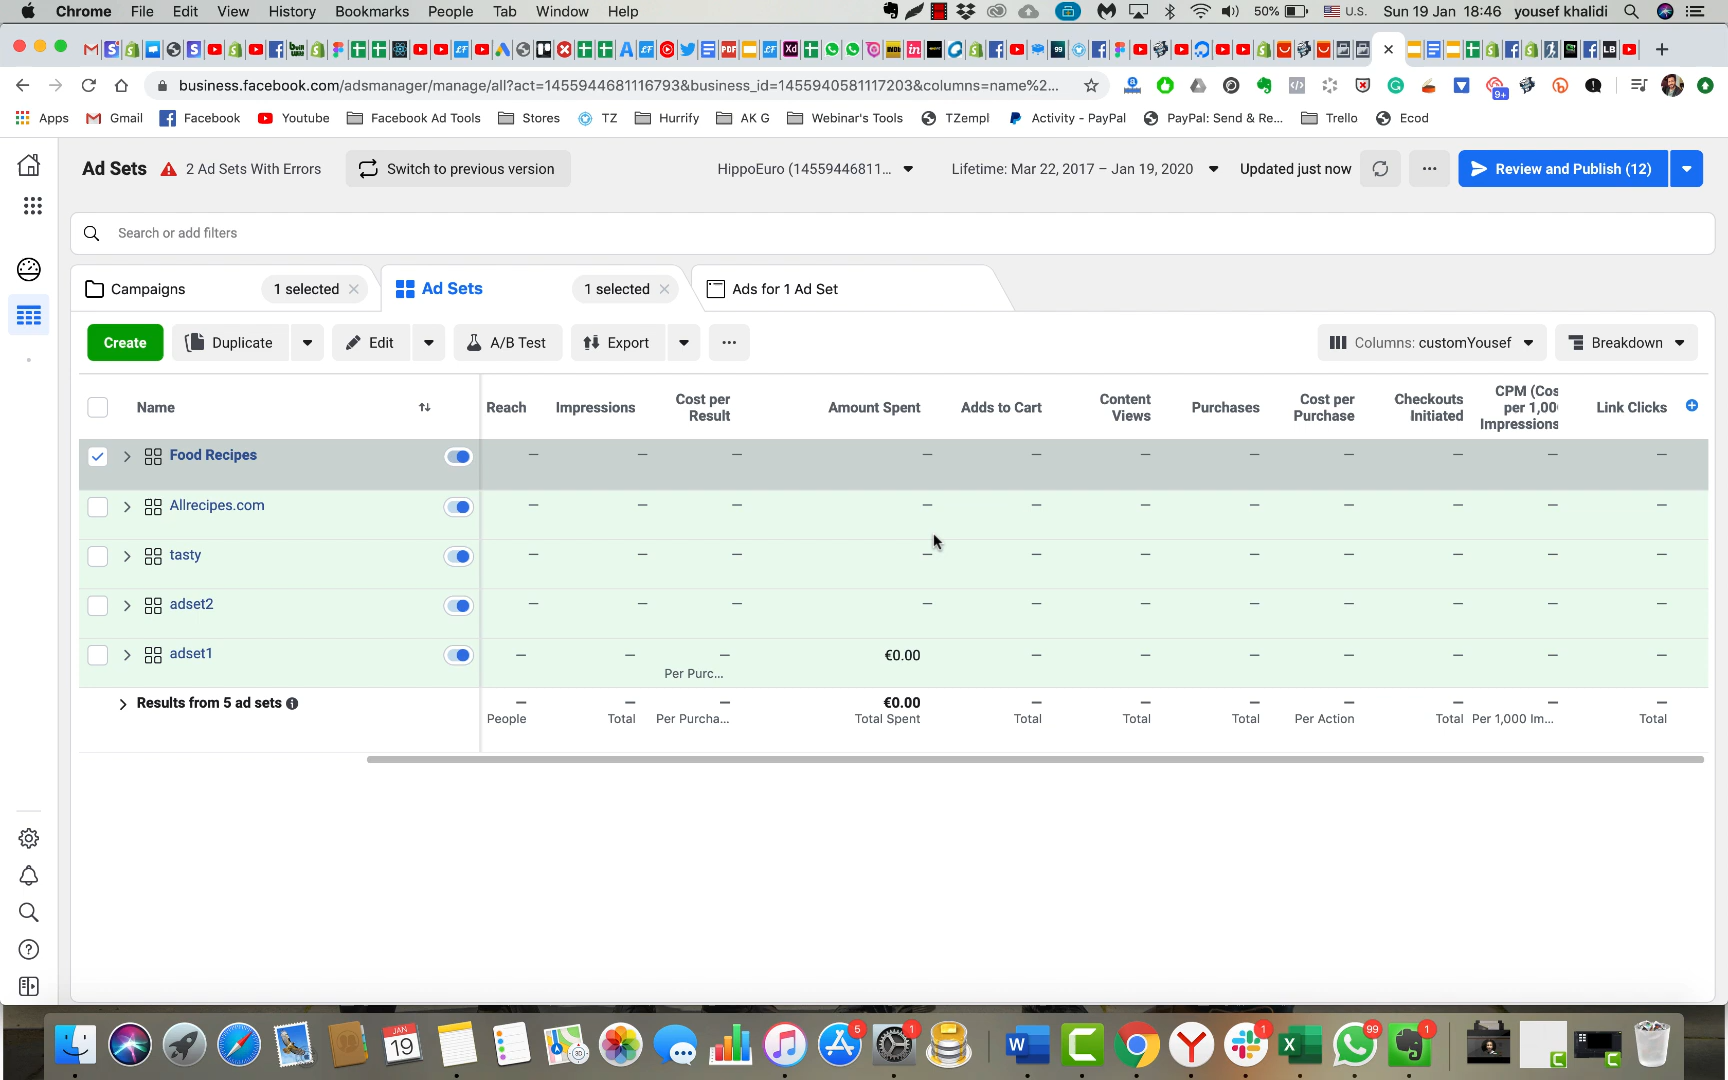 Chrome File Edit View History Bookmarks People Tab Window Help 50% U.S. Sun 19 Jan 18:46 yousef khalidi
business.facebook.com/adsmanager/manage/all?act=1455944681116793&business_id=1455940581117203&columns=name%2...
9+
Apps Gmail Facebook Youtube Facebook Ad Tools Stores TZ Hurrify AK G Webinar's Tools TZempl Activity - PayPal PayPal: Send & Re... Trello Ecod
Ad Sets 2 Ad Sets With Errors Switch to previous version HippoEuro (14559446811... Lifetime: Mar 22, 2017 – Jan 19, 2020 Updated just now Review and Publish (12)
Search or add filters
Campaigns 1 selected Ad Sets 1 selected Ads for 1 Ad Set
Create Duplicate Edit A/B Test Export Columns: customYousef Breakdown
Name Reach Impressions Cost per Result Amount Spent Adds to Cart Content Views Purchases Cost per Purchase Checkouts Initiated CPM (Cos per 1,00 Impressions Link Clicks
Food Recipes — — — — — — — — — — —
Allrecipes.com — — — — — — — — — — —
tasty — — — — — — — — — — —
adset2 — — — — — — — — — — —
adset1 — — — €0.00 — — — — — — —
Per Purc...
Results from 5 ad sets — — — €0.00 — — — — — — —
People Total Per Purcha... Total Spent Total Total Total Per Action Total Per 1,000 Im... Total
JAN
19
5
1
1
99
1